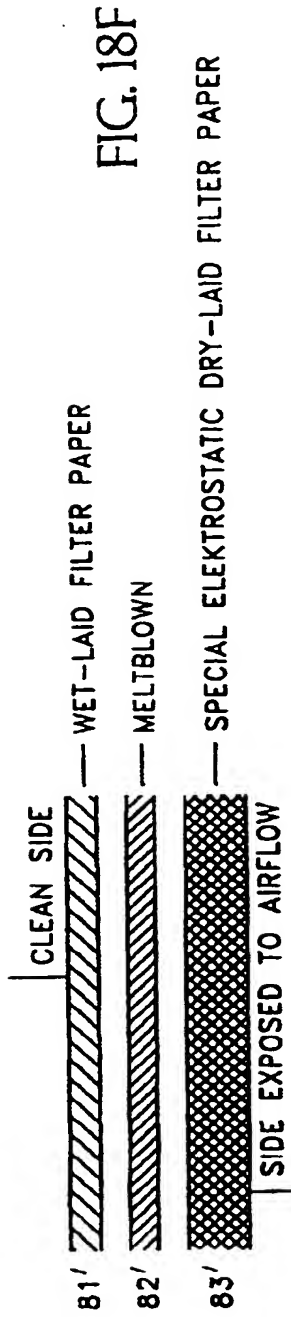 FIG. 18F
CLEAN SIDE
81′ WET-LAID FILTER PAPER
82′ MELTBLOWN
83′ SPECIAL ELEKTROSTATIC DRY-LAID FILTER PAPER
SIDE EXPOSED TO AIRFLOW